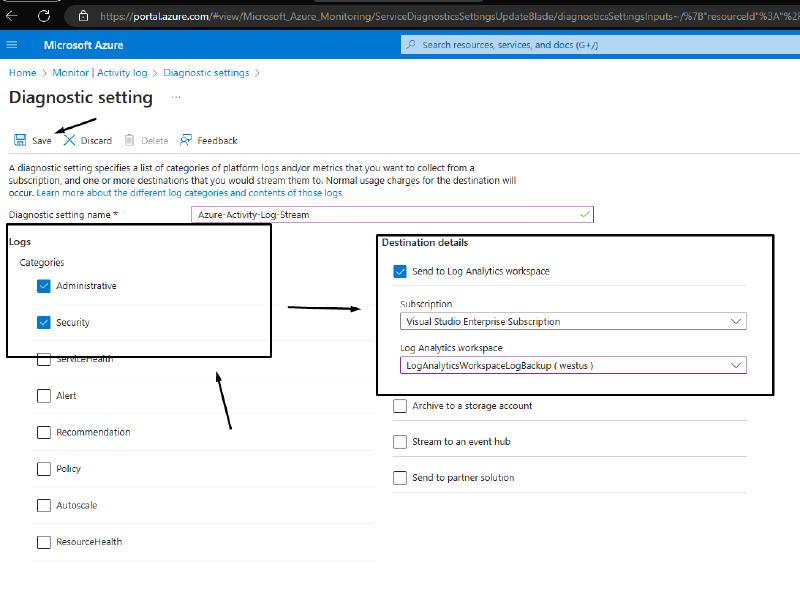 https://portal.azure.com/#view/Microsoft_Azure_Monitoring/ServiceDiagnosticsSettingsUpdateBlade/diagnosticsSettingsInputs~/%7B"resourceId"%3A"%2F
Microsoft Azure
Search resources, services, and docs (G+/)
Home > Monitor | Activity log > Diagnostic settings >
Diagnostic setting ...
Save Discard Delete Feedback
A diagnostic setting specifies a list of categories of platform logs and/or metrics that you want to collect from a
subscription, and one or more destinations that you would stream them to. Normal usage charges for the destination will
occur. Learn more about the different log categories and contents of those logs
Diagnostic setting name *
Azure-Activity-Log-Stream
Logs
Categories
Administrative
Security
ServiceHealth
Alert
Recommendation
Policy
Autoscale
ResourceHealth
Destination details
Send to Log Analytics workspace
Subscription
Visual Studio Enterprise Subscription
Log Analytics workspace
LogAnalyticsWorkspaceLogBackup ( westus )
Archive to a storage account
Stream to an event hub
Send to partner solution